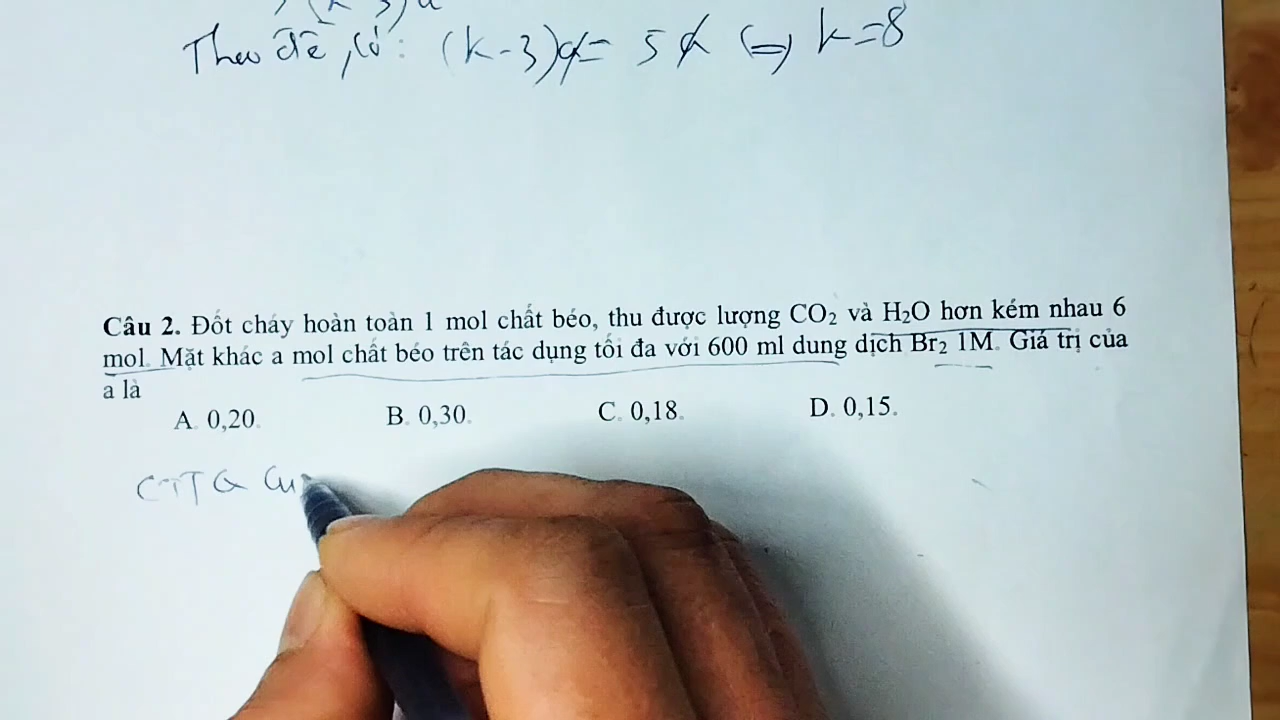 Theo đề, có: (k-3)a = 5a ⇔ k=8
Câu 2. Đốt cháy hoàn toàn 1 mol chất béo, thu được lượng CO₂ và H₂O hơn kém nhau 6
mol. Mặt khác a mol chất béo trên tác dụng tối đa với 600 ml dung dịch Br₂ 1M. Giá trị của
a là
A. 0,20. B. 0,30. C. 0,18. D. 0,15.
CTTQ